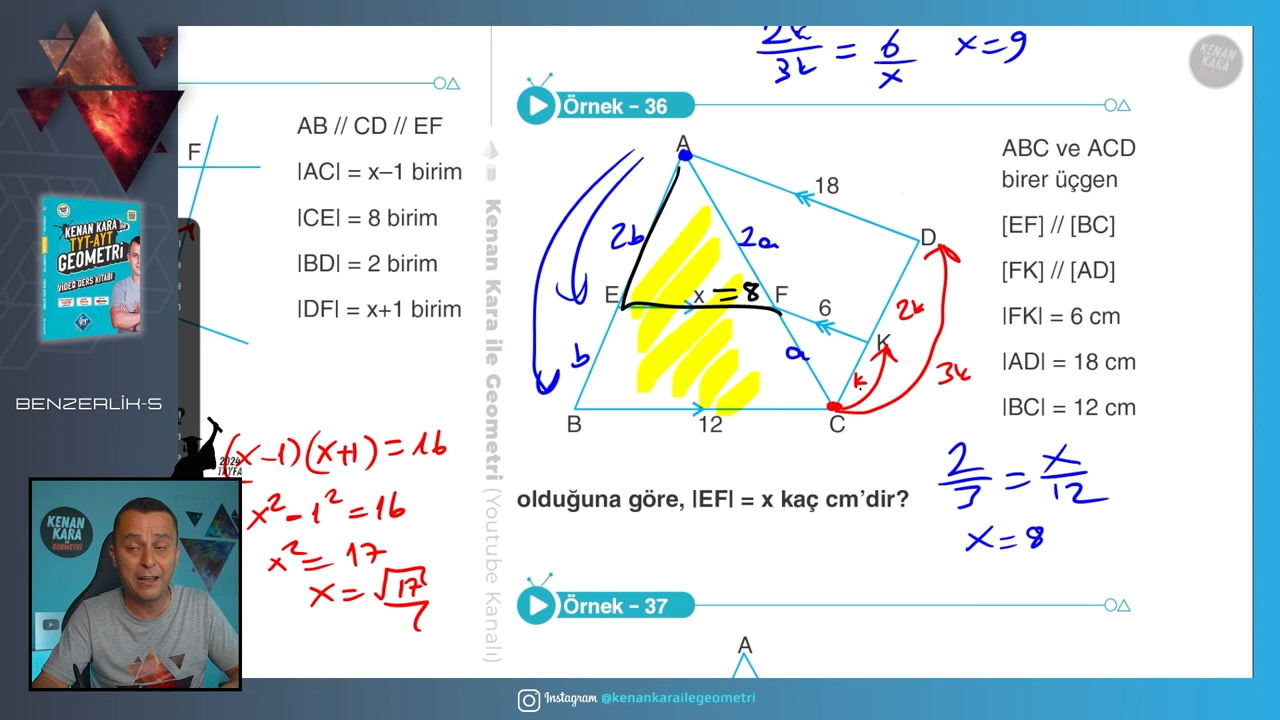 F
AB // CD // EF
|AC| = x–1 birim
|CE| = 8 birim
|BD| = 2 birim
|DF| = x+1 birim
KENAN KARA ile
TYT-AYT
GEOMETRİ
VİDEO DERS KİTABI
BENZERLİK-5
(x-1)(x+1)=16
x²-1²=16
x²=17
x=√17
2024
TAYFA
KENAN
KARA
ile GEOMETRİ
Kenan Kara ile Geometri (Youtube Kanalı)
2k/3k = 6/x x=9
KENAN
KARA
Örnek – 36
A
18
D
2b
2a
E
x =8
F
6
2k
K
b
a
k
3k
B
12
C
ABC ve ACD
birer üçgen
[EF] // [BC]
[FK] // [AD]
|FK| = 6 cm
|AD| = 18 cm
|BC| = 12 cm
2/3 = x/12
x=8
olduğuna göre, |EF| = x kaç cm'dir?
Örnek – 37
A
Instagram @kenankarailegeometri